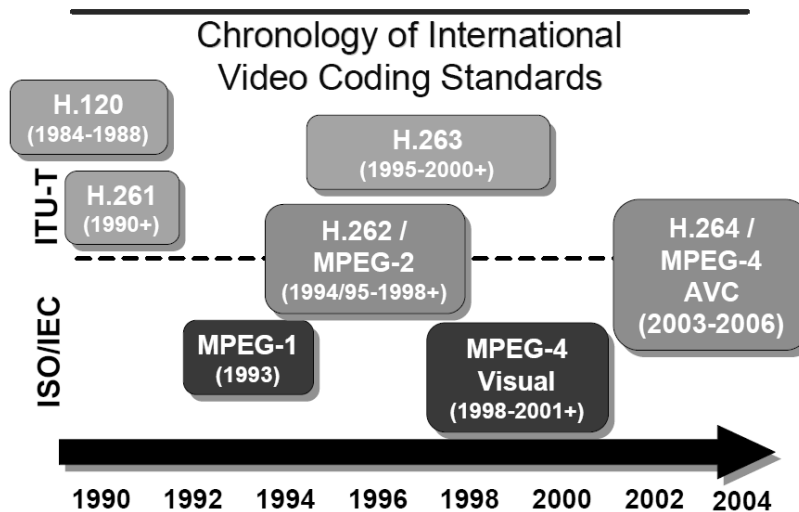 Chronology of International
Video Coding Standards
H.120
(1984-1988)
H.263
(1995-2000+)
ITU-T
H.261
(1990+)
H.262 /
MPEG-2
(1994/95-1998+)
H.264 /
MPEG-4
AVC
(2003-2006)
ISO/IEC
MPEG-1
(1993)
MPEG-4
Visual
(1998-2001+)
1990 1992 1994 1996 1998 2000 2002 2004